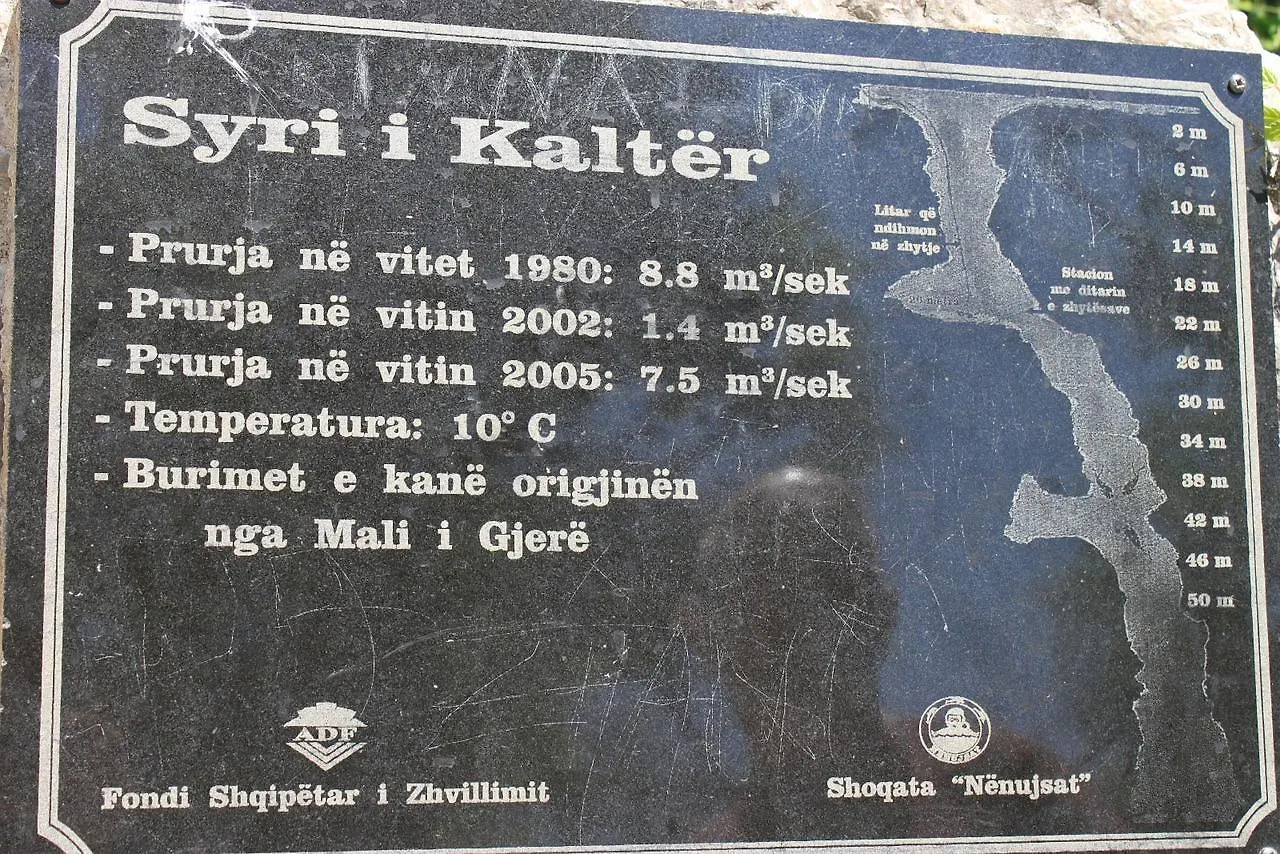 Syri i Kaltër
- Prurja në vitet 1980: 8.8 m³/sek
- Prurja në vitin 2002: 1.4 m³/sek
- Prurja në vitin 2005: 7.5 m³/sek
- Temperatura: 10° C
- Burimet e kanë origjinën
nga Mali i Gjerë
Litar që
ndihmon
në zhytje
Stacion
me ditarin
e zhytësave
2 m
6 m
10 m
14 m
18 m
22 m
26 m
30 m
34 m
38 m
42 m
46 m
50 m
ADF
Fondi Shqipëtar i Zhvillimit
Shoqata “Nënujsat”